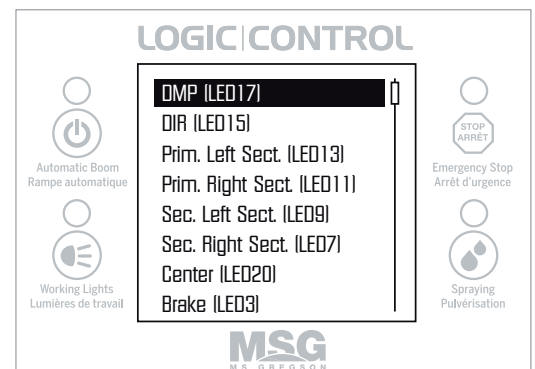 LOGIC|CONTROL
Automatic Boom
Rampe automatique
Working Lights
Lumières de travail
DMP (LED17)
DIR (LED15)
Prim. Left Sect. (LED13)
Prim. Right Sect. (LED11)
Sec. Left Sect. (LED9)
Sec. Right Sect. (LED7)
Center (LED20)
Brake (LED3)
STOP
ARRÊT
Emergency Stop
Arrêt d'urgence
Spraying
Pulvérisation
MSG
MS GREGSON